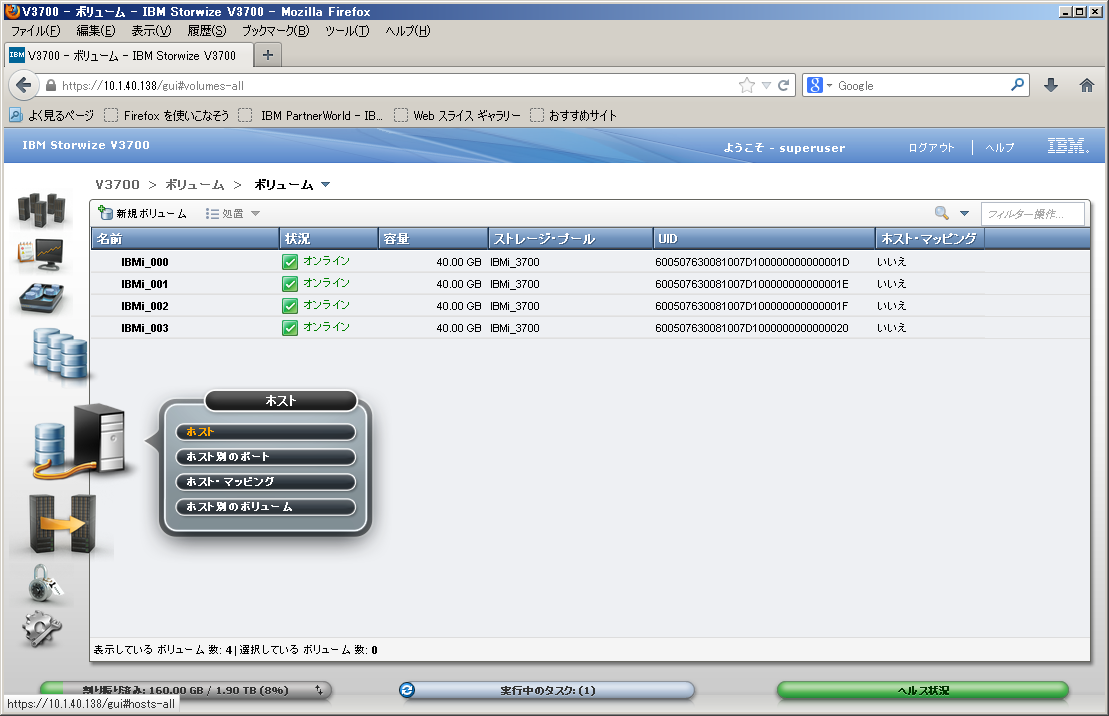 V3700 - ボリューム - IBM Storwize V3700 - Mozilla Firefox
ファイル(F) 編集(E) 表示(V) 履歴(S) ブックマーク(B) ツール(T) ヘルプ(H)
IBM V3700 - ボリューム - IBM Storwize V3700 +
https://10.1.40.138/gui#volumes-all 8 Google
よく見るページ Firefox を使いこなそう IBM PartnerWorld - IB... Web スライス ギャラリー おすすめサイト
IBM Storwize V3700 ようこそ - superuser ログアウト ヘルプ IBM.
V3700 > ボリューム > ボリューム
新規ボリューム 処置 フィルター操作...
名前 状況 容量 ストレージ・プール UID ホスト・マッピング
IBMi_000 オンライン 40.00 GB IBMi_3700 600507630081007D100000000000001D いいえ
IBMi_001 オンライン 40.00 GB IBMi_3700 600507630081007D100000000000001E いいえ
IBMi_002 オンライン 40.00 GB IBMi_3700 600507630081007D100000000000001F いいえ
IBMi_003 オンライン 40.00 GB IBMi_3700 600507630081007D1000000000000020 いいえ
ホスト
ホスト
ホスト別のポート
ホスト・マッピング
ホスト別のボリューム
表示している ボリューム 数: 4 | 選択している ボリューム 数: 0
割り振り済み: 160.00 GB / 1.90 TB (8%) 実行中のタスク: (1) ヘルス状況
https://10.1.40.138/gui#hosts-all